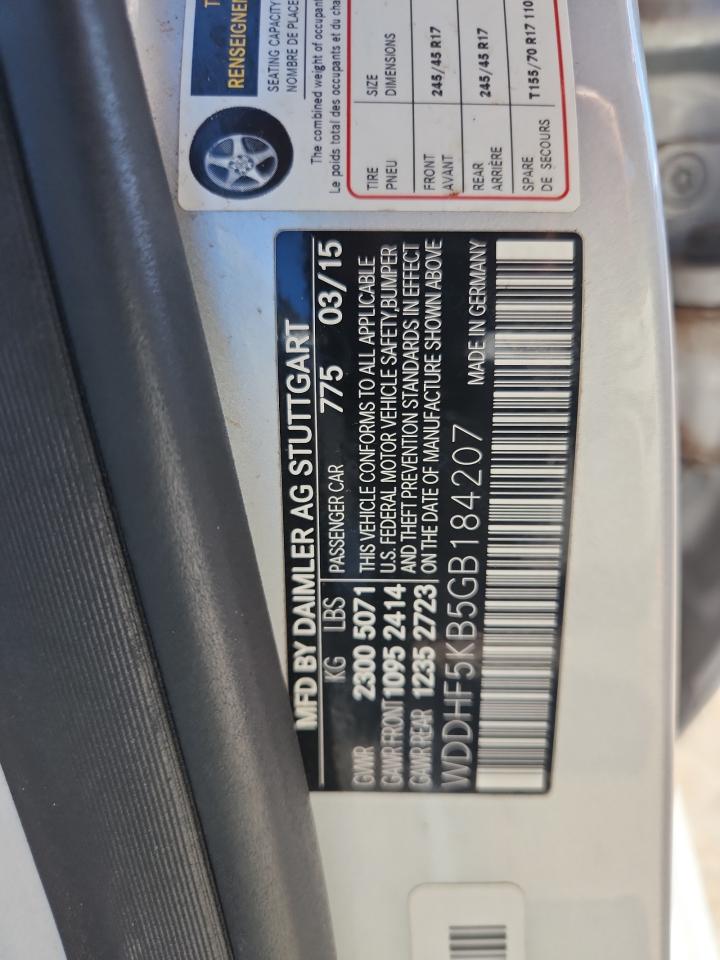 RENSEIGNE
SEATING CAPACITY
NOMBRE DE PLACE
The combined weight of occupant
Le poids total des occupants et du cha
TIRE SIZE
PNEU DIMENSIONS
FRONT 245/45 R17
AVANT
REAR 245/45 R17
ARRIÈRE
SPARE T155/70 R17 110
DE SECOURS
MFD BY DAIMLER AG STUTTGART
KG LBS PASSENGER CAR 775 03/15
GVWR 2300 5071 THIS VEHICLE CONFORMS TO ALL APPLICABLE
GAWR FRONT 1095 2414 U.S. FEDERAL MOTOR VEHICLE SAFETY,BUMPER
GAWR REAR 1235 2723 AND THEFT PREVENTION STANDARDS IN EFFECT
ON THE DATE OF MANUFACTURE SHOWN ABOVE
WDDHF5KB5GB184207 MADE IN GERMANY